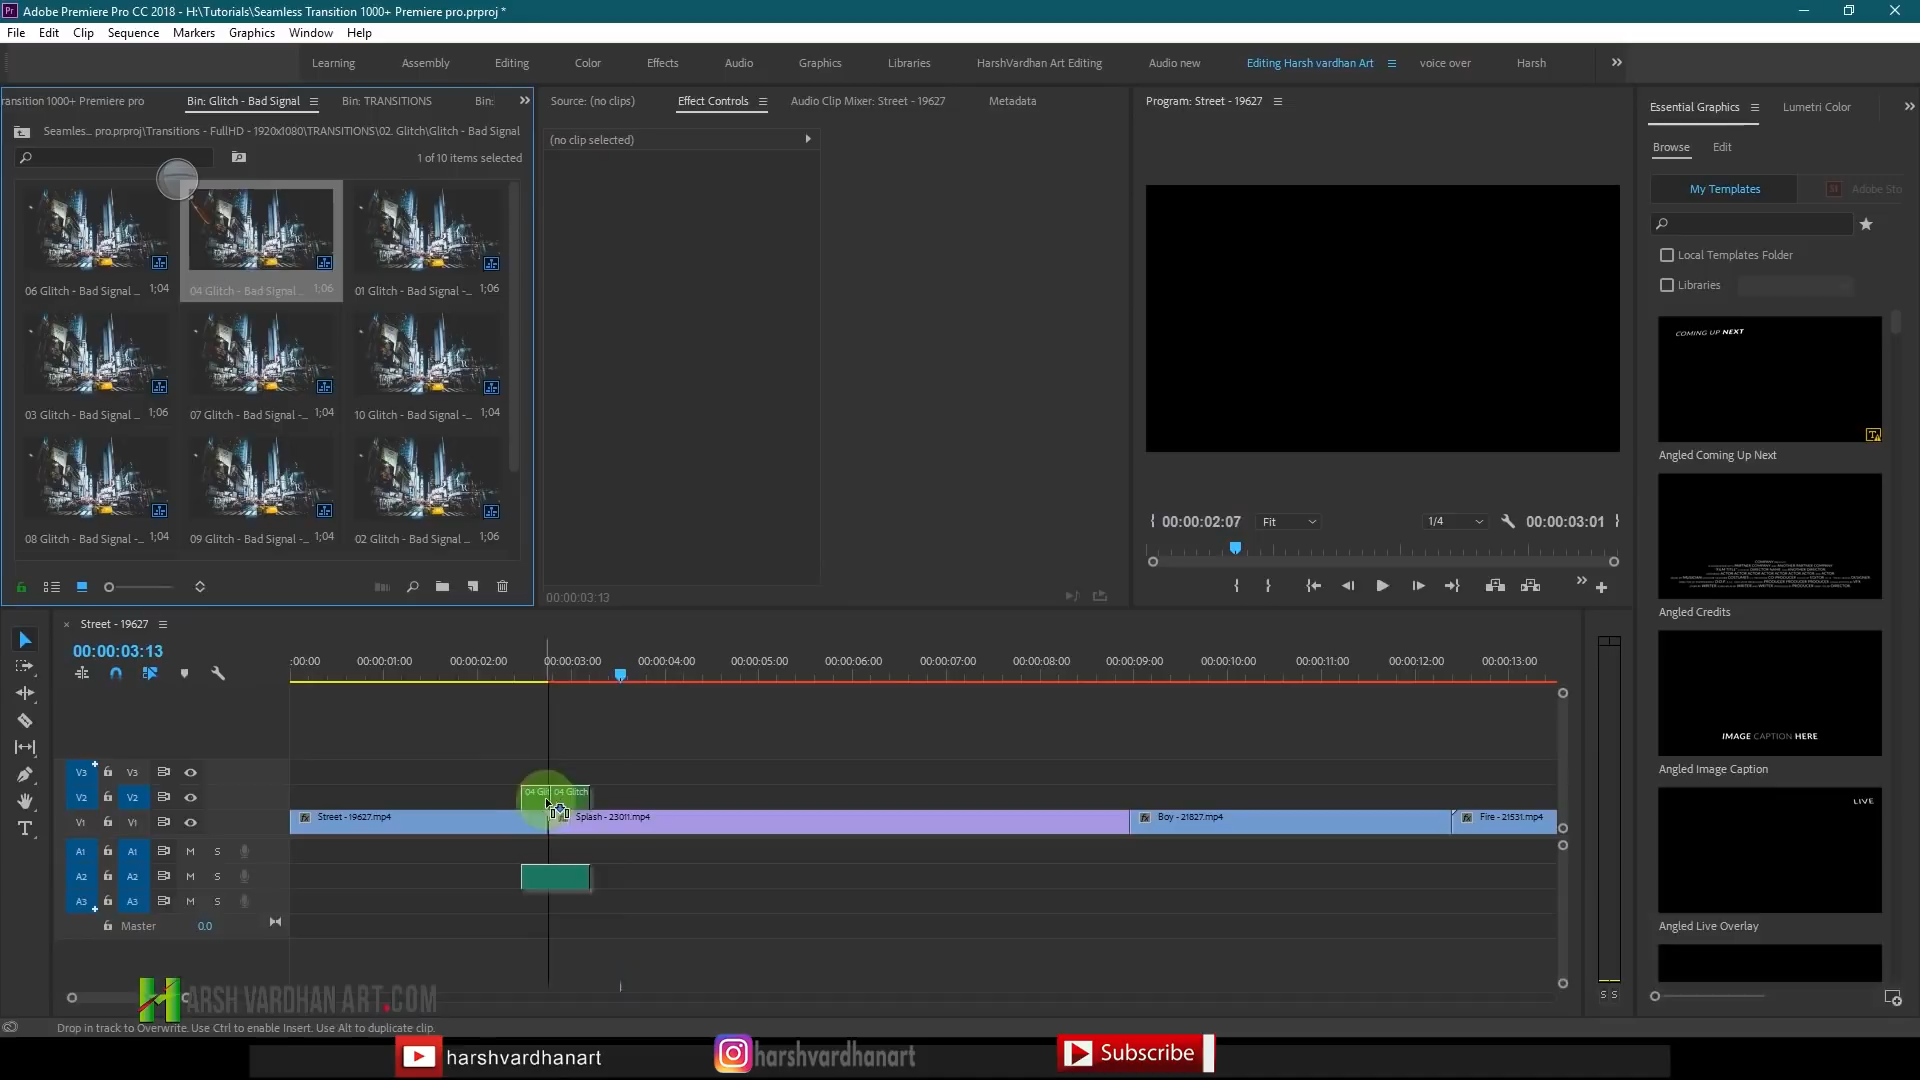 Adobe Premiere Pro CC 2018 - H:\Tutorials\Seamless Transition 1000+ Premiere pro.prproj *
File Edit Clip Sequence Markers Graphics Window Help
Learning Assembly Editing Color Effects Audio Graphics Libraries HarshVardhan Art Editing Audio new Editing Harsh vardhan Art voice over Harsh
ransition 1000+ Premiere pro Bin: Glitch - Bad Signal Bin: TRANSITIONS Bin:
Seamles... pro.prproj\Transitions - FullHD - 1920x1080\TRANSITIONS\02. Glitch\Glitch - Bad Signal
1 of 10 items selected
06 Glitch - Bad Signal ... 1;04 04 Glitch - Bad Signal ... 1;06 01 Glitch - Bad Signal -... 1;06
03 Glitch - Bad Signal ... 1;06 07 Glitch - Bad Signal -... 1;04 10 Glitch - Bad Signal -... 1;04
08 Glitch - Bad Signal -... 1;04 09 Glitch - Bad Signal -... 1;04 02 Glitch - Bad Signal ... 1;06
Source: (no clips) Effect Controls Audio Clip Mixer: Street - 19627 Metadata
(no clip selected)
00:00:03:13
Program: Street - 19627
00:00:02:07 Fit 1/4 00:00:03:01
Essential Graphics Lumetri Color
Browse Edit
My Templates Adobe Sto
Local Templates Folder
Libraries
COMING UP NEXT
Angled Coming Up Next
Angled Credits
IMAGE CAPTION HERE
Angled Image Caption
LIVE
Angled Live Overlay
Street - 19627
00:00:03:13
:00:00 00:00:01:00 00:00:02:00 00:00:03:00 00:00:04:00 00:00:05:00 00:00:06:00 00:00:07:00 00:00:08:00 00:00:09:00 00:00:10:00 00:00:11:00 00:00:12:00 00:00:13:00
V3 V3
V2 V2 04 Gli 04 Glitch
V1 V1 fx Street - 19627.mp4 Splash - 23011.mp4 fx Boy - 21827.mp4 fx Fire - 21531.mp4
A1 A1 M S
A2 A2 M S
A3 A3 M S
Master 0.0
S S
HARSH VARDHAN ART.COM
Drop in track to Overwrite. Use Ctrl to enable Insert. Use Alt to duplicate clip.
harshvardhanart harshvardhanart Subscribe